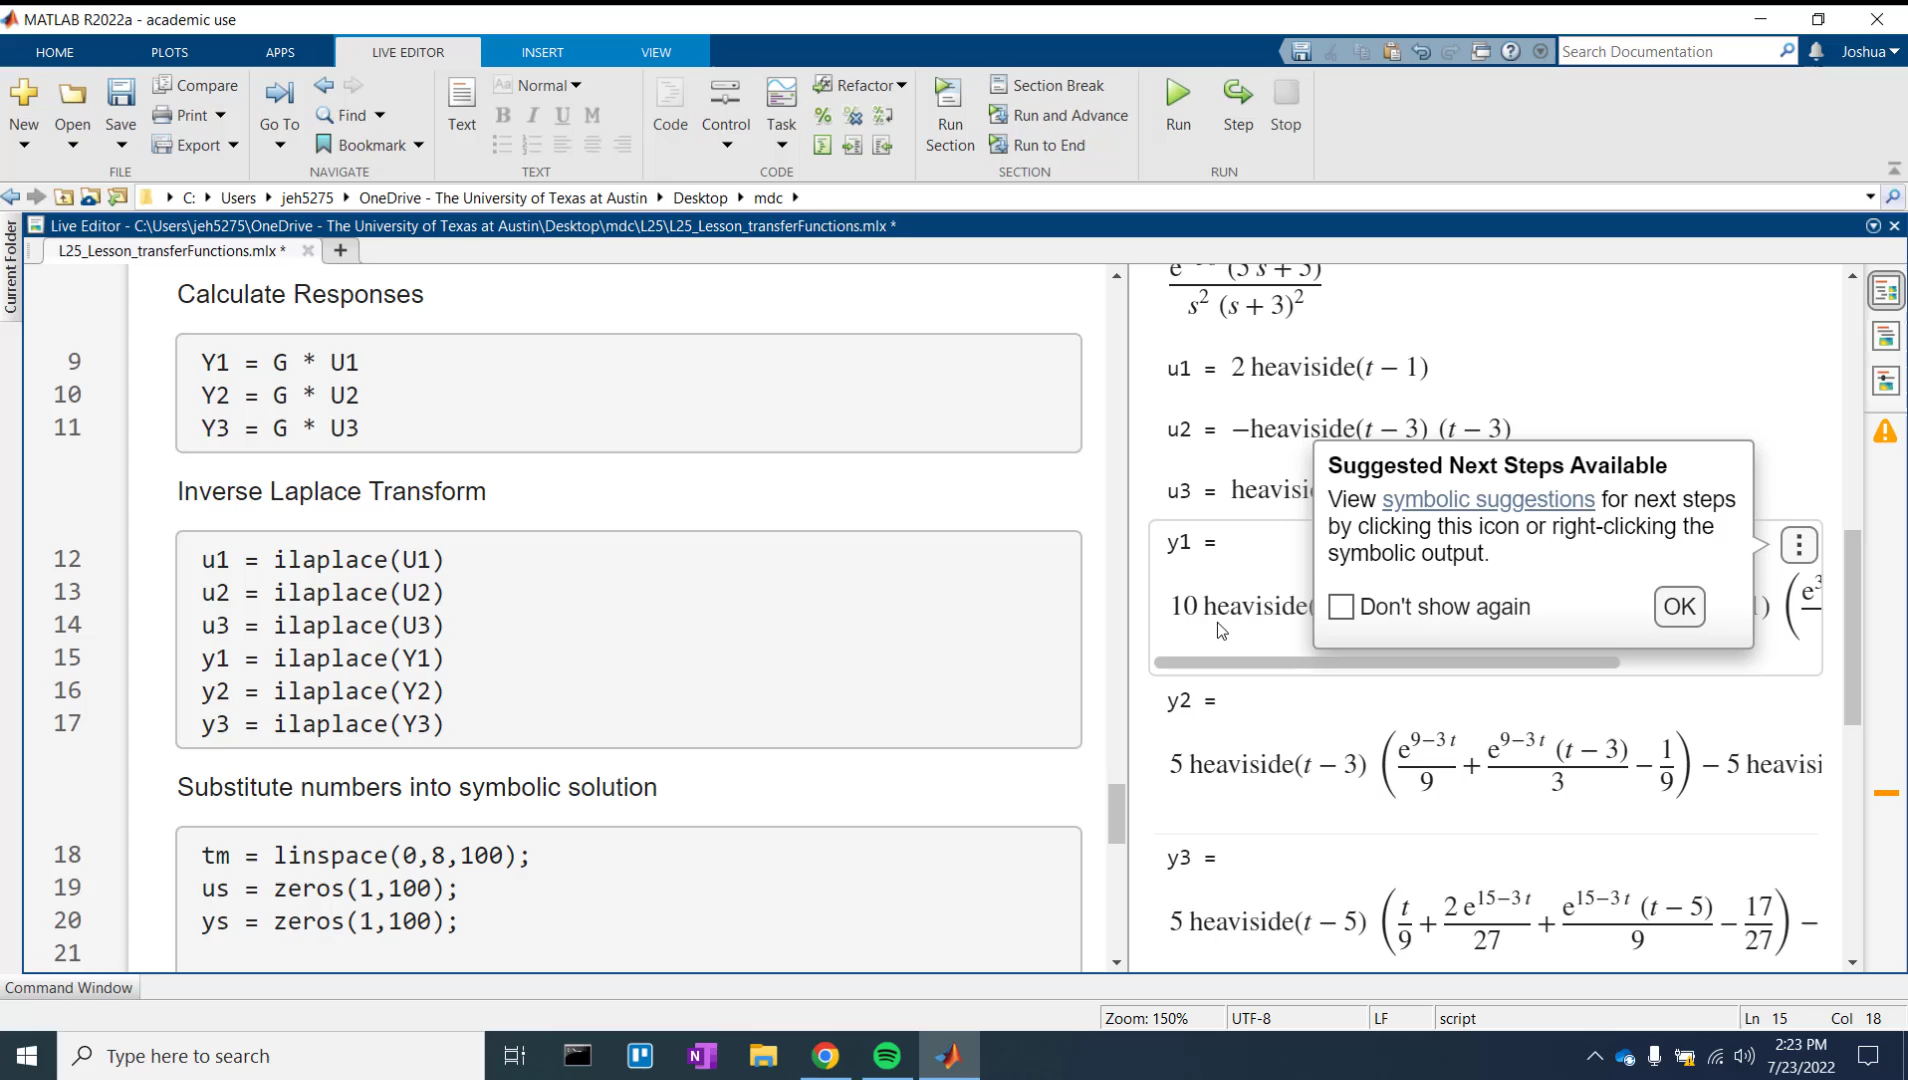 MATLAB R2022a - academic use
HOME PLOTS APPS LIVE EDITOR INSERT VIEW
Search Documentation
Joshua
New
Open
Save
Compare
Print
Export
FILE
Go To
Find
Bookmark
NAVIGATE
Text
Aa Normal
B I U M
TEXT
Code
Control
Task
Refactor
CODE
Run Section
Section Break
Run and Advance
Run to End
SECTION
Run
Step
Stop
RUN
C: Users jeh5275 OneDrive - The University of Texas at Austin Desktop mdc
Current Folder
Live Editor - C:\Users\jeh5275\OneDrive - The University of Texas at Austin\Desktop\mdc\L25\L25_Lesson_transferFunctions.mlx *
L25_Lesson_transferFunctions.mlx *
Calculate Responses
9 Y1 = G * U1
10 Y2 = G * U2
11 Y3 = G * U3
Inverse Laplace Transform
12 u1 = ilaplace(U1)
13 u2 = ilaplace(U2)
14 u3 = ilaplace(U3)
15 y1 = ilaplace(Y1)
16 y2 = ilaplace(Y2)
17 y3 = ilaplace(Y3)
Substitute numbers into symbolic solution
18 tm = linspace(0,8,100);
19 us = zeros(1,100);
20 ys = zeros(1,100);
21
s² (s + 3)²
u1 = 2 heaviside(t − 1)
u2 = −heaviside(t − 3) (t − 3)
u3 = heavisi
y1 =
10 heaviside(
Suggested Next Steps Available
View symbolic suggestions for next steps
by clicking this icon or right-clicking the
symbolic output.
Don't show again
OK
y2 =
5 heaviside(t − 3) (e^(9−3t)/9 + e^(9−3t) (t − 3)/3 − 1/9) − 5 heavisi
y3 =
5 heaviside(t − 5) (t/9 + 2 e^(15−3t)/27 + e^(15−3t) (t − 5)/9 − 17/27) −
Command Window
Zoom: 150% UTF-8 LF script Ln 15 Col 18
Type here to search
2:23 PM
7/23/2022